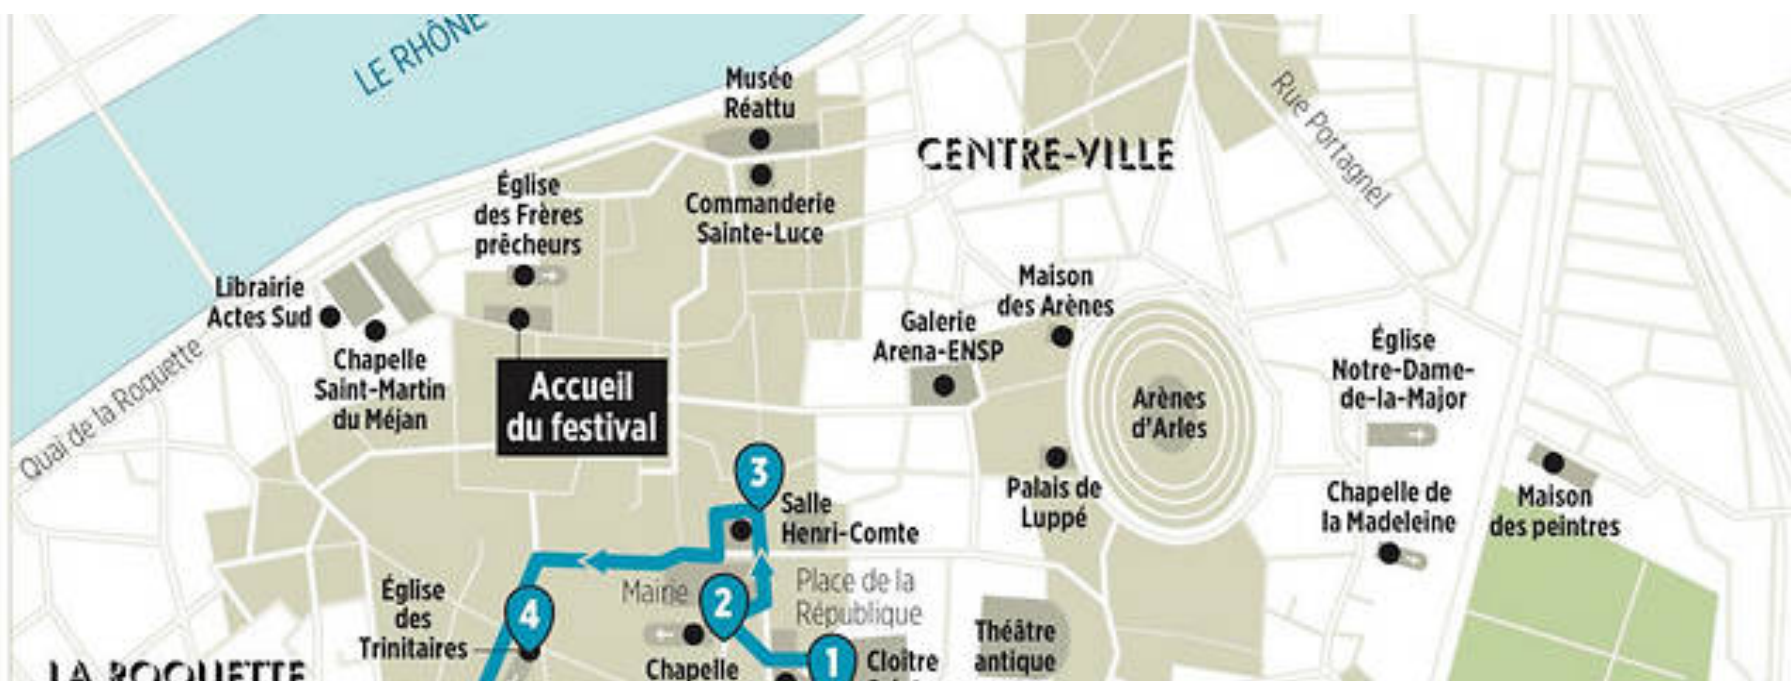 LE RHÔNE
Musée
Réattu
CENTRE-VILLE
Rue Portagnel
Église
des Frères
prêcheurs
Commanderie
Sainte-Luce
Librairie
Actes Sud
Maison
des Arènes
Galerie
Arena-ENSP
Église
Notre-Dame-
de-la-Major
Quai de la Roquette
Chapelle
Saint-Martin
du Méjan
Accueil
du festival
Arènes
d'Arles
3
Salle
Henri-Comte
Palais de
Luppé
Chapelle de
la Madeleine
Maison
des peintres
Église
des
Trinitaires
4
Mairie
2
Place de la
République
Chapelle
1
Cloître
Théâtre
antique
LA ROQUETTE